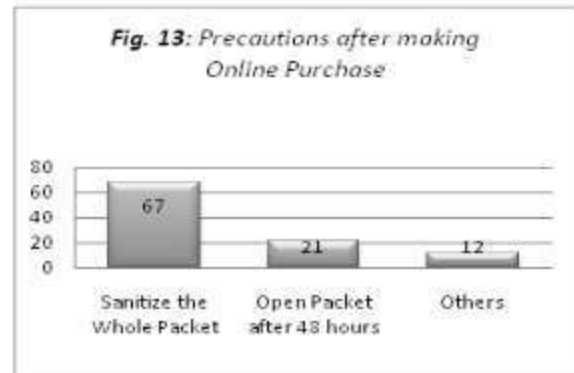 Fig. 13: Precautions after making
Online Purchase
80
60
40
20
0
67
21
12
Sanitize the
Whole Packet
Open Packet
after 48 hours
Others